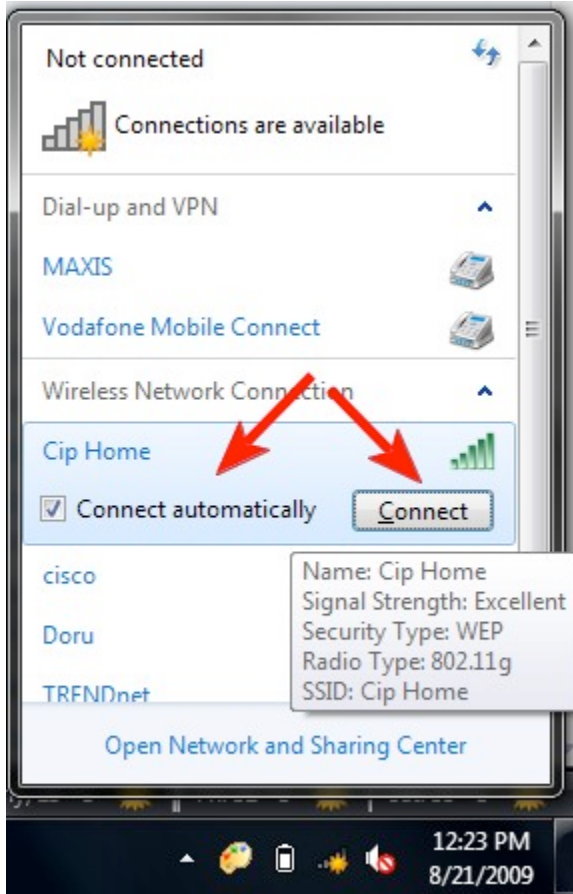 Not connected
Connections are available
Dial-up and VPN
MAXIS
Vodafone Mobile Connect
Wireless Network Connection
Cip Home
Connect automatically
Connect
cisco
Doru
TRENDnet
Name: Cip Home
Signal Strength: Excellent
Security Type: WEP
Radio Type: 802.11g
SSID: Cip Home
Open Network and Sharing Center
12:23 PM
8/21/2009